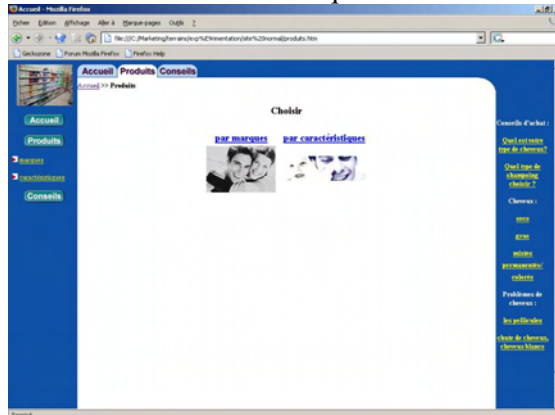 Accueil - Mozilla Firefox
Fichier Edition Affichage Aller à Marque-pages Outils ?
Geckozone Forum Mozilla Firefox Firefox Help
Accueil Produits Conseils
Accueil >> Produits
Accueil
Produits
marques
caractéristiques
Conseils
Choisir
par marques par caractéristiques
Conseils d'achat :
Quel est votre
type de cheveux?
Quel type de
shampoing
choisir ?
Cheveux :
secs
gras
mixtes
permanentés/
colorés
Problèmes de
cheveux :
les pellicules
chute de cheveux,
cheveux blancs